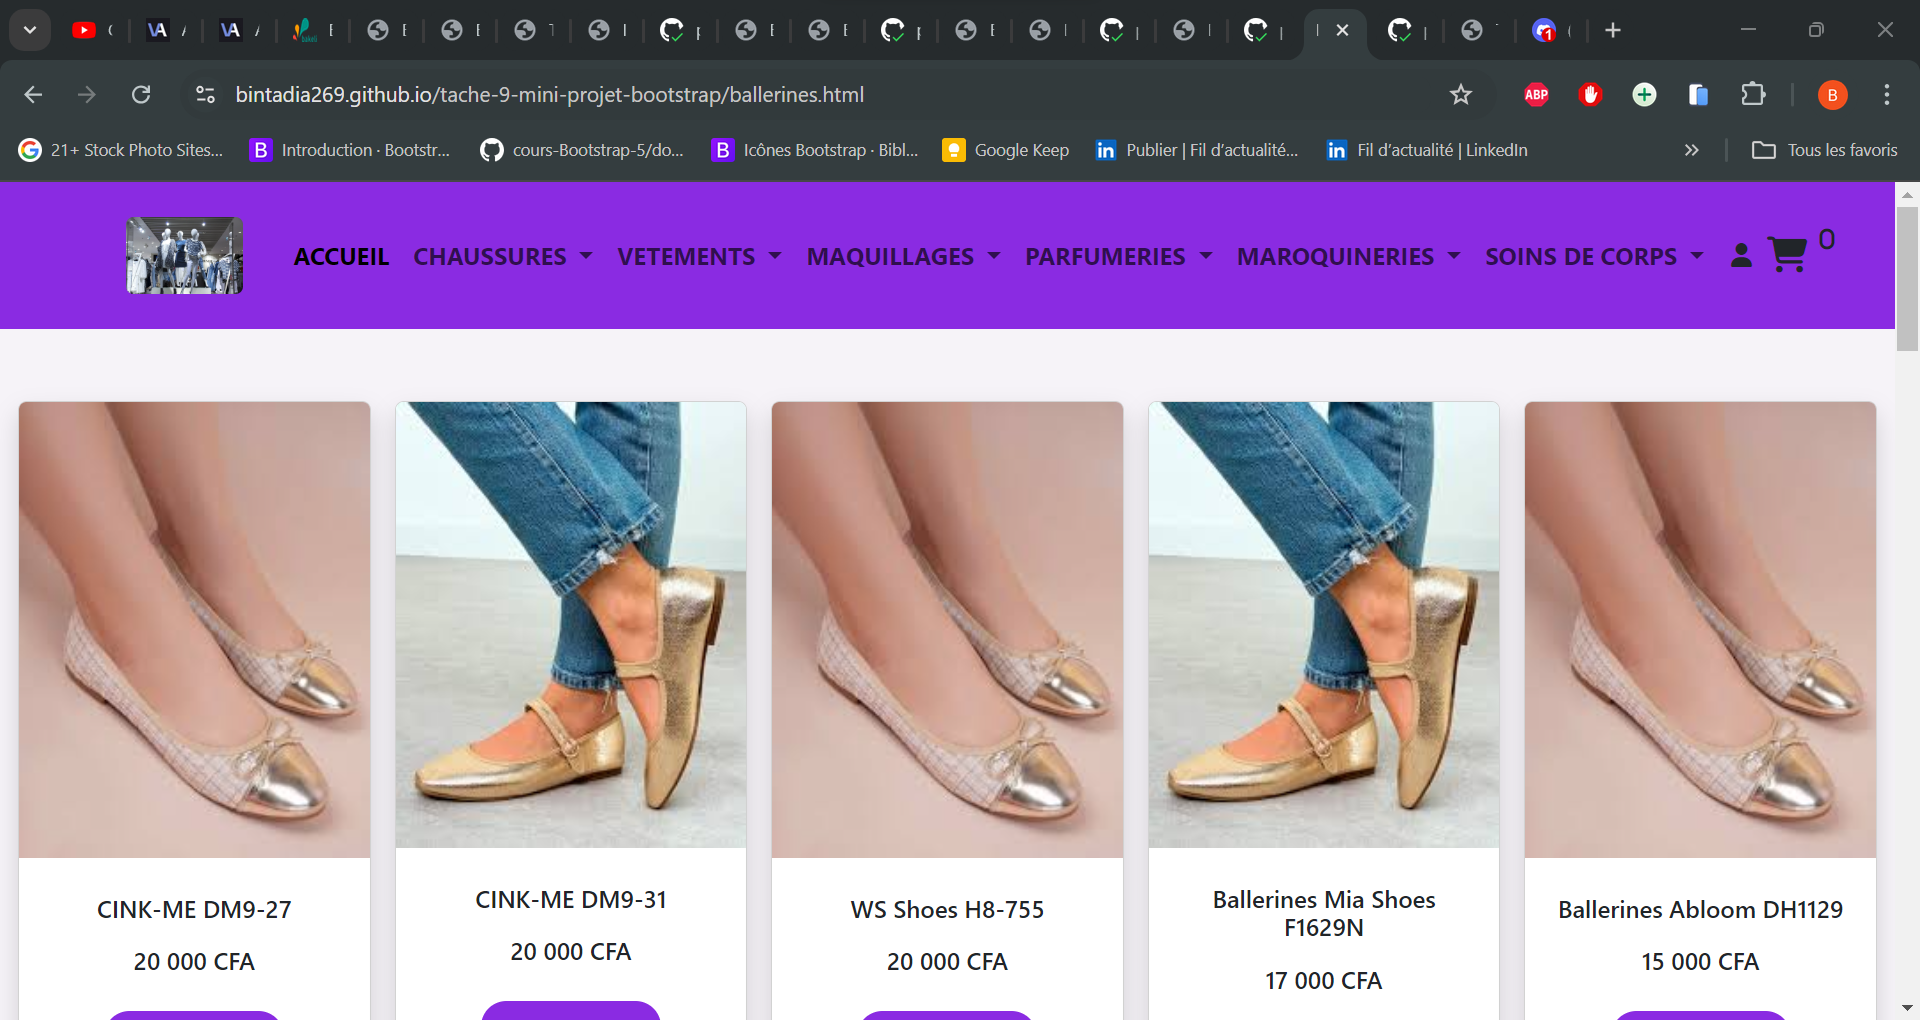 bintadia269.github.io/tache-9-mini-projet-bootstrap/ballerines.html
ABP
B
21+ Stock Photo Sites...
B Introduction · Bootstr...
cours-Bootstrap-5/do...
B Icônes Bootstrap · Bibl...
Google Keep
in Publier | Fil d’actualité...
in Fil d’actualité | LinkedIn
Tous les favoris
ACCUEIL CHAUSSURES VETEMENTS MAQUILLAGES PARFUMERIES MAROQUINERIES SOINS DE CORPS 0
CINK-ME DM9-27
20 000 CFA
CINK-ME DM9-31
20 000 CFA
WS Shoes H8-755
20 000 CFA
Ballerines Mia Shoes
F1629N
17 000 CFA
Ballerines Abloom DH1129
15 000 CFA